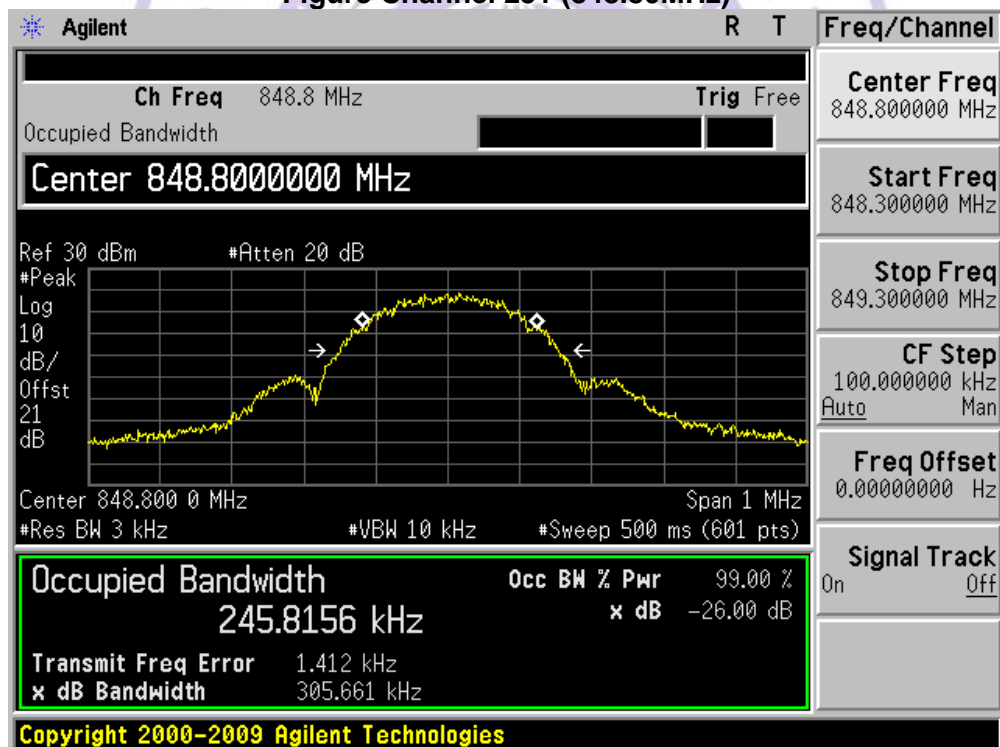 Agilent R T
Freq/Channel
Ch Freq 848.8 MHz Trig Free
Occupied Bandwidth
Center 848.8000000 MHz
Ref 30 dBm #Atten 20 dB
#Peak
Log
10
dB/
Offst
21
dB
Center 848.800 0 MHz Span 1 MHz
#Res BW 3 kHz #VBW 10 kHz #Sweep 500 ms (601 pts)
Occupied Bandwidth Occ BW % Pwr 99.00 %
245.8156 kHz x dB -26.00 dB
Transmit Freq Error 1.412 kHz
x dB Bandwidth 305.661 kHz
Center Freq
848.800000 MHz
Start Freq
848.300000 MHz
Stop Freq
849.300000 MHz
CF Step
100.000000 kHz
Auto Man
Freq Offset
0.00000000 Hz
Signal Track
On Off
Copyright 2000-2009 Agilent Technologies